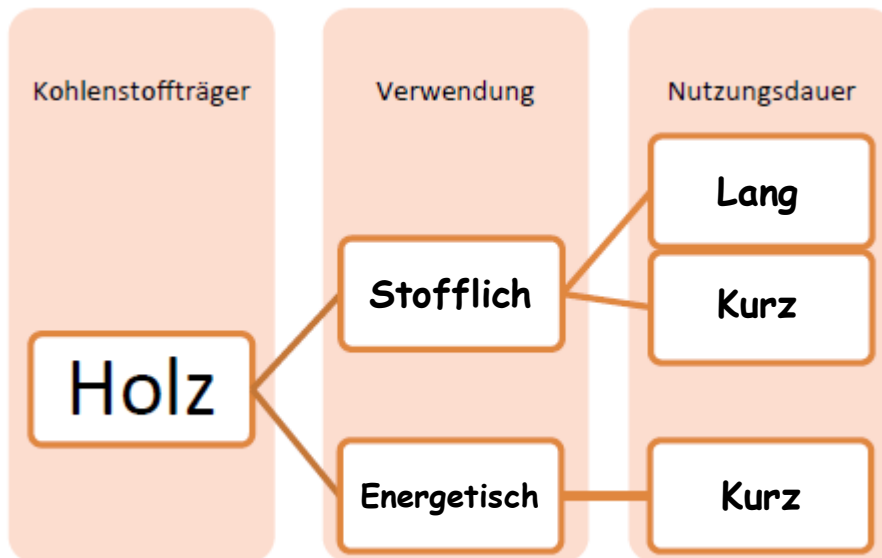 Kohlenstoffträger
Verwendung
Nutzungsdauer
Holz
Stofflich
Energetisch
Lang
Kurz
Kurz